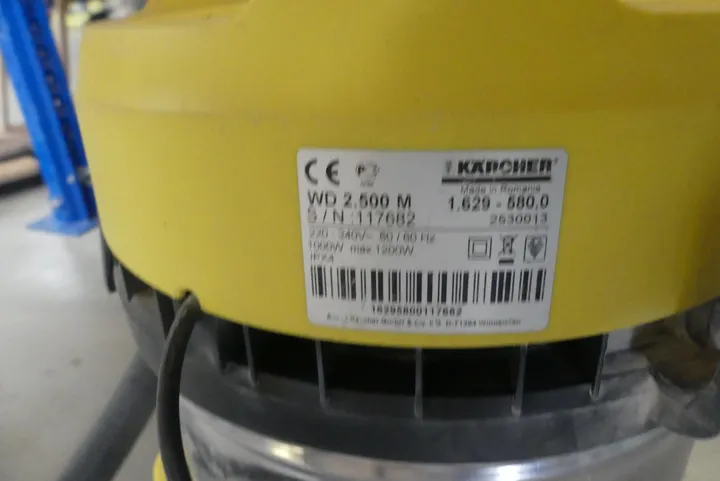 CE
KÄRCHER
Made in Romania
WD 2.500 M 1.629 - 580.0
S / N :117682 2530013
220 - 240V~ 50 / 60 Hz
1000W max 1200W
IPX4
16295800117682